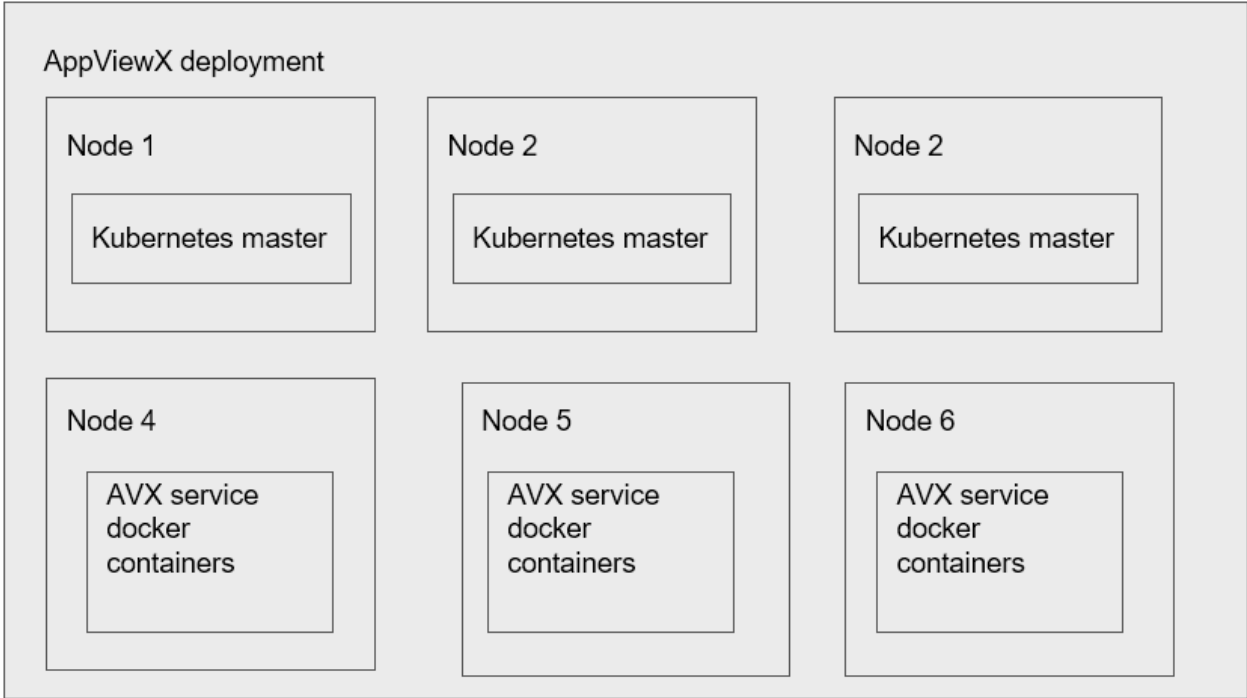 AppViewX deployment
Node 1
Kubernetes master
Node 2
Kubernetes master
Node 2
Kubernetes master
Node 4
AVX service
docker
containers
Node 5
AVX service
docker
containers
Node 6
AVX service
docker
containers